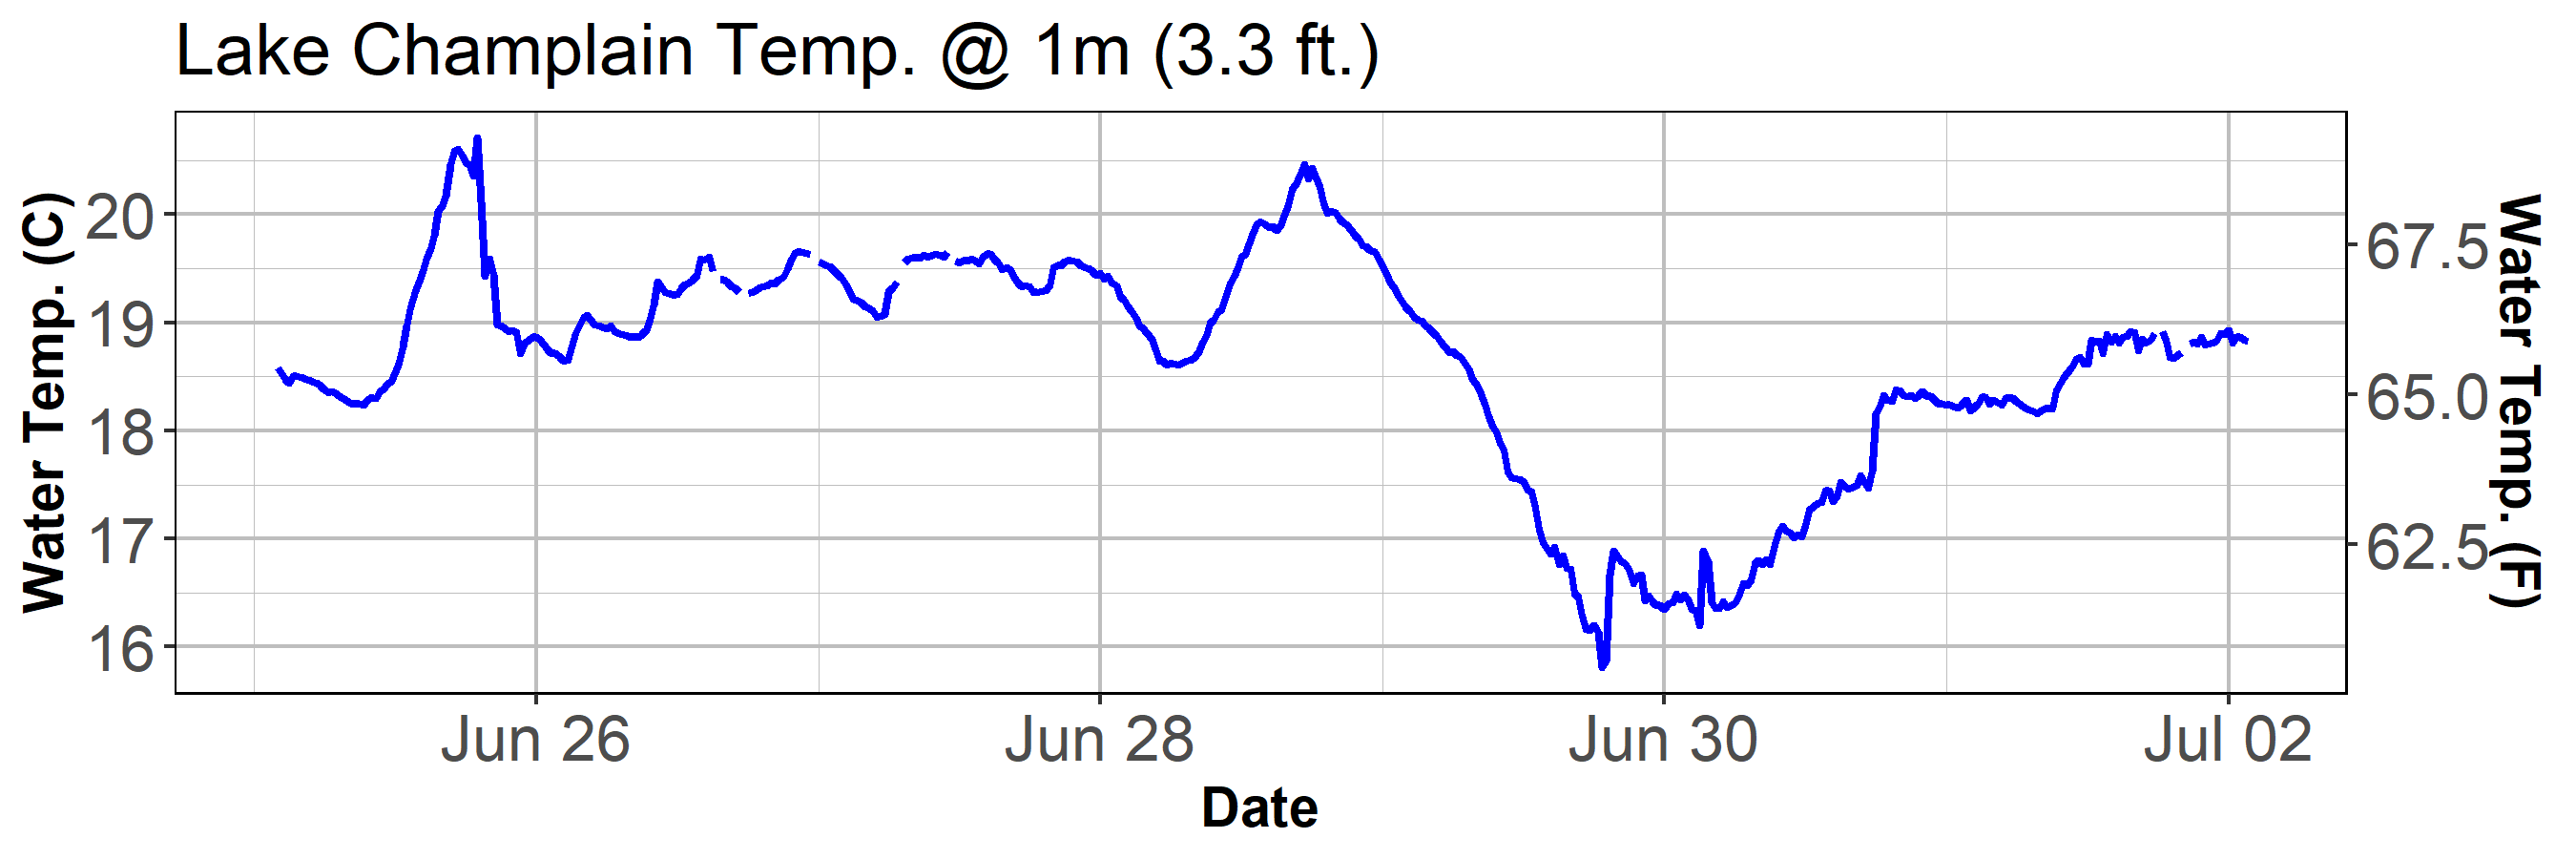 Lake Champlain Temp. @ 1m (3.3 ft.)
Water Temp. (C)
20
19
18
17
16
67.5
65.0
62.5
Water Temp. (F)
Jun 26
Jun 28
Jun 30
Jul 02
Date